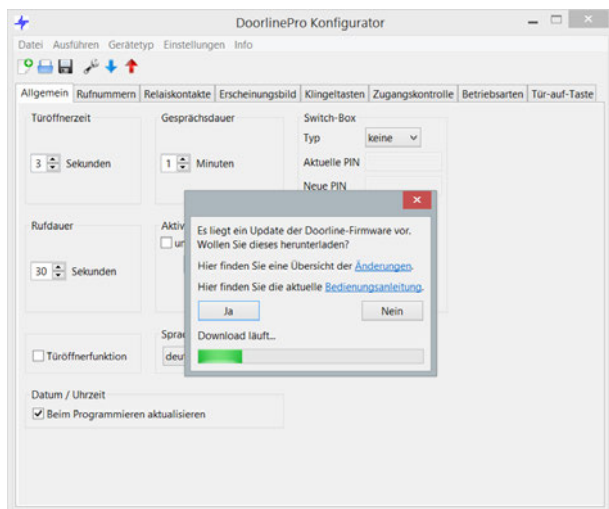 DoorlinePro Konfigurator
Datei Ausführen Gerätetyp Einstellungen Info
Allgemein Rufnummern Relaiskontakte Erscheinungsbild Klingeltasten Zugangskontrolle Betriebsarten Tür-auf-Taste
Türöffnerzeit Gesprächsdauer Switch-Box
Typ keine
3 Sekunden 1 Minuten Aktuelle PIN
Neue PIN
Rufdauer
Es liegt ein Update der Doorline-Firmware vor.
Wollen Sie dieses herunterladen?
30 Sekunden
Hier finden Sie eine Übersicht der Änderungen.
Hier finden Sie die aktuelle Bedienungsanleitung.
Ja Nein
Download läuft...
Türöffnerfunktion
Datum / Uhrzeit
Beim Programmieren aktualisieren